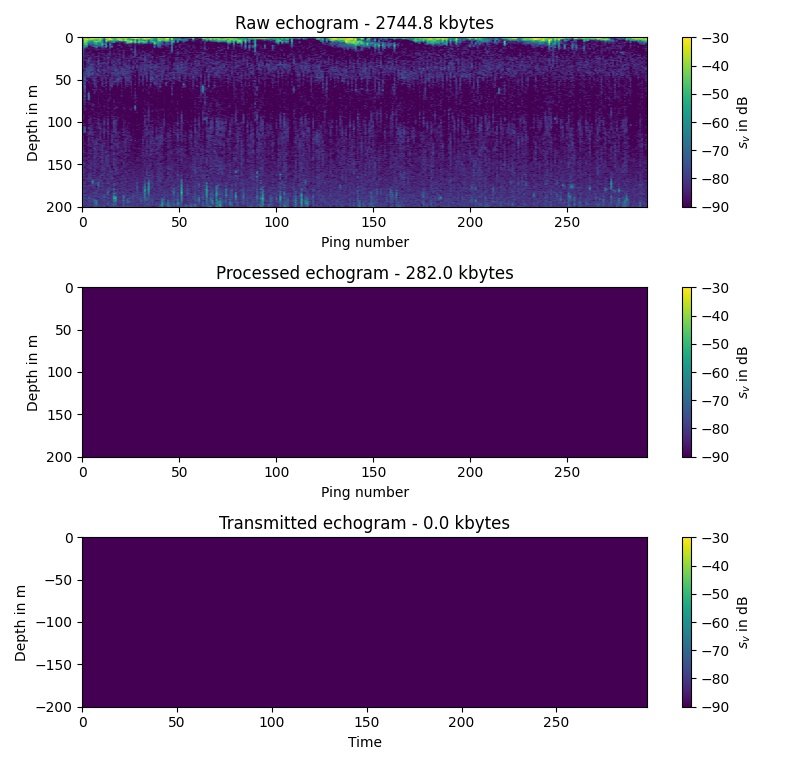 Raw echogram - 2744.8 kbytes
0
50
100
150
200
Depth in m
0 50 100 150 200 250
Ping number
−30
−40
−50
−60
−70
−80
−90
sv in dB
Processed echogram - 282.0 kbytes
0
50
100
150
200
Depth in m
0 50 100 150 200 250
Ping number
−30
−40
−50
−60
−70
−80
−90
sv in dB
Transmitted echogram - 0.0 kbytes
0
−50
−100
−150
−200
Depth in m
0 50 100 150 200 250
Time
−30
−40
−50
−60
−70
−80
−90
sv in dB